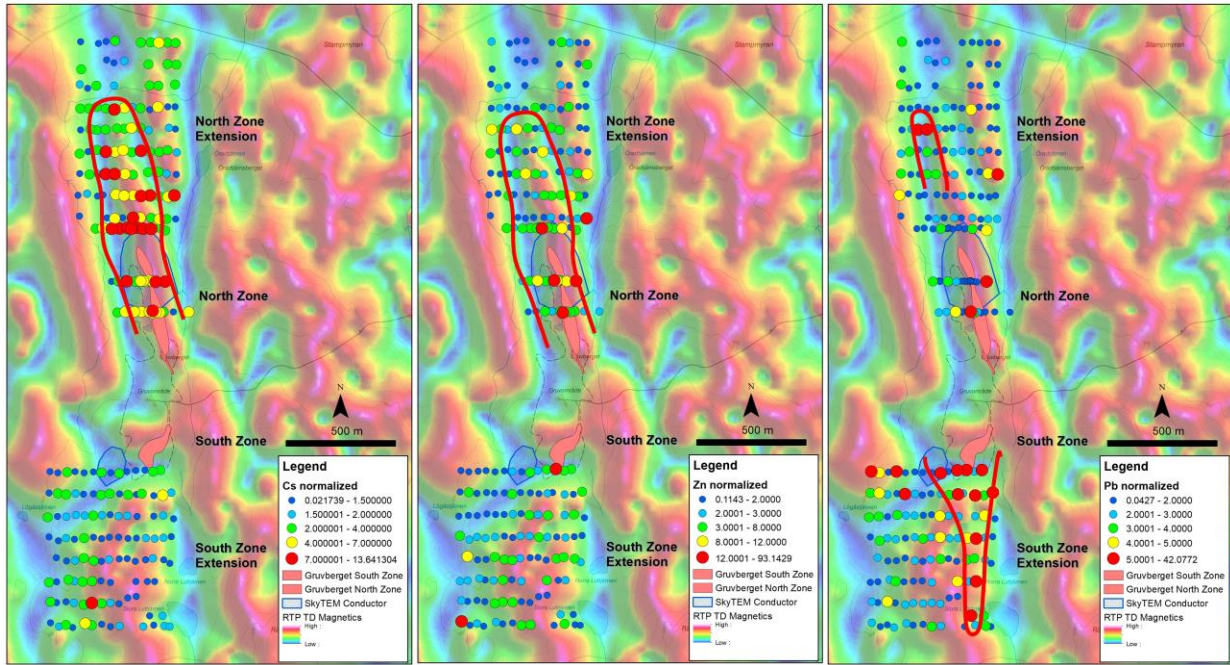 Stampmyran
North Zone
Extension
North Zone
N
500 m
South Zone
South Zone
Extension
Legend
Cs normalized
0.021739 - 1.500000
1.500001 - 2.000000
2.000001 - 4.000000
4.000001 - 7.000000
7.000001 - 13.641304
Gruvberget South Zone
Gruvberget North Zone
SkyTEM Conductor
RTP TD Magnetics
High :
Low :
Stampmyran
North Zone
Extension
North Zone
N
500 m
South Zone
South Zone
Extension
Legend
Zn normalized
0.1143 - 2.0000
2.0001 - 3.0000
3.0001 - 8.0000
8.0001 - 12.0000
12.0001 - 93.1429
Gruvberget South Zone
Gruvberget North Zone
SkyTEM Conductor
RTP TD Magnetics
High :
Low :
Stampmyran
North Zone
Extension
North Zone
N
500 m
South Zone
South Zone
Extension
Legend
Pb normalized
0.0427 - 2.0000
2.0001 - 3.0000
3.0001 - 4.0000
4.0001 - 5.0000
5.0001 - 42.0772
Gruvberget South Zone
Gruvberget North Zone
SkyTEM Conductor
RTP TD Magnetics
High :
Low :